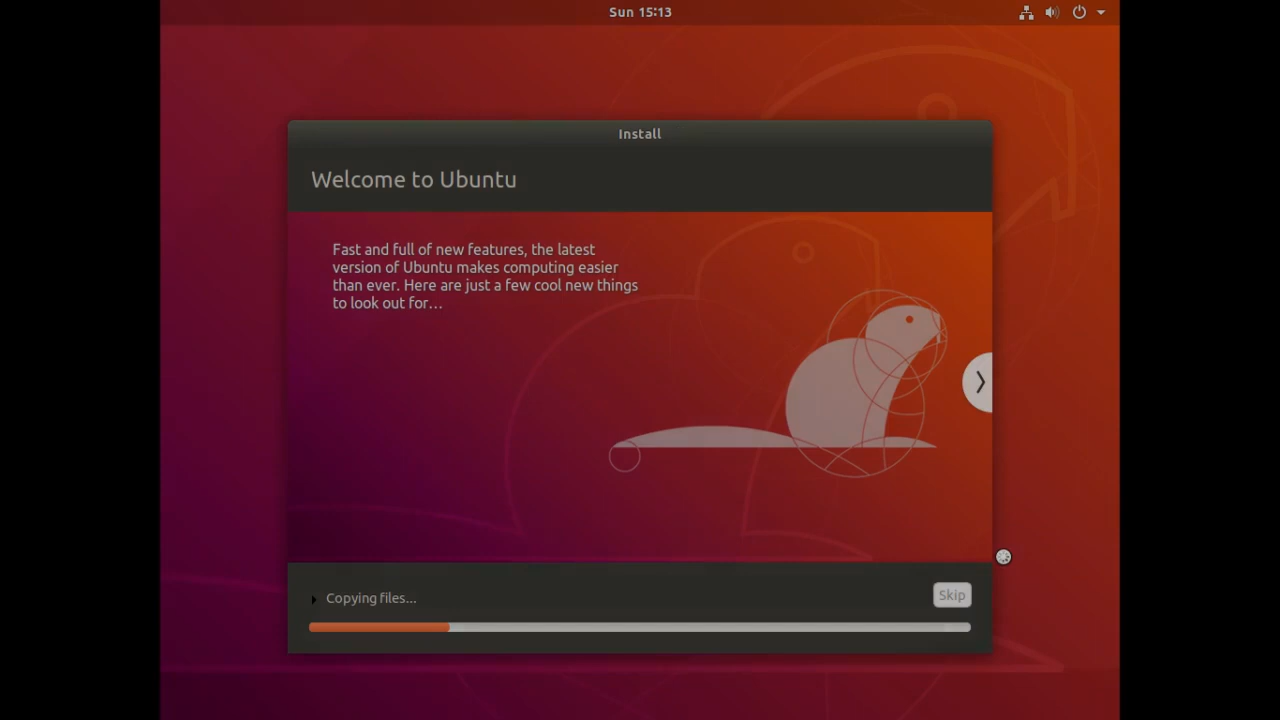 Sun 15:13
Install
Welcome to Ubuntu
Fast and full of new features, the latest
version of Ubuntu makes computing easier
than ever. Here are just a few cool new things
to look out for…
Copying files...
Skip